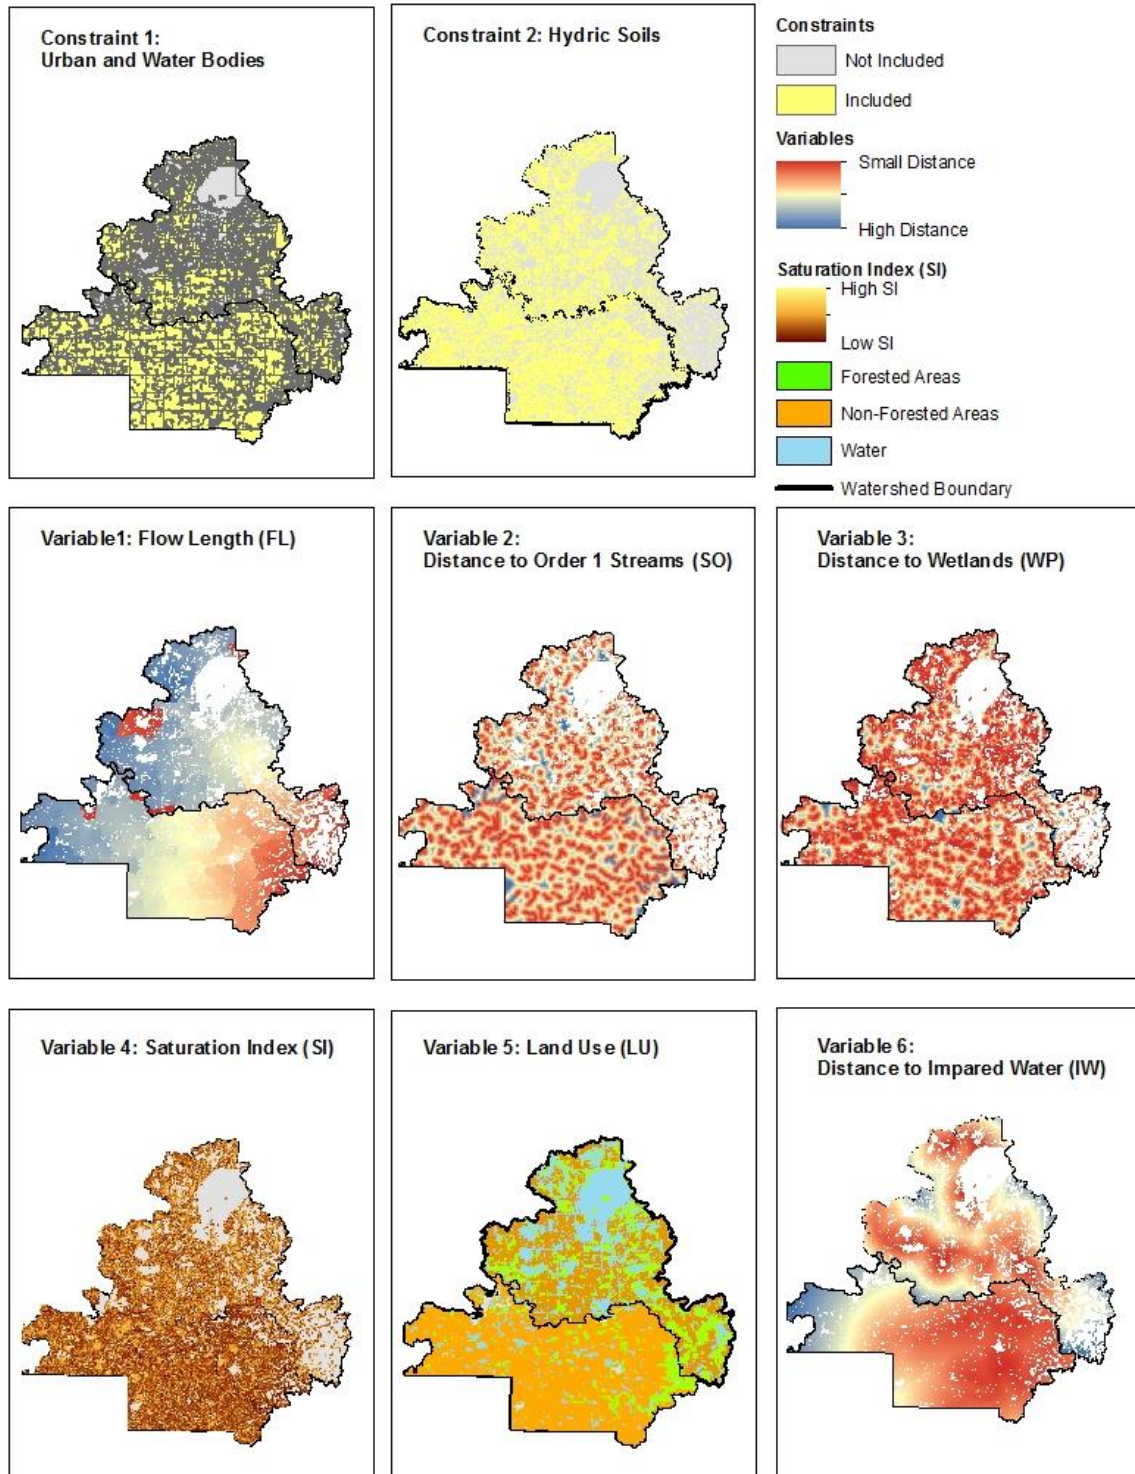 Constraint 1:
Urban and Water Bodies
Constraint 2: Hydric Soils
Constraints
Not Included
Included
Variables
Small Distance
High Distance
Saturation Index (SI)
High SI
Low SI
Forested Areas
Non-Forested Areas
Water
Watershed Boundary
Variable1: Flow Length (FL)
Variable 2:
Distance to Order 1 Streams (SO)
Variable 3:
Distance to Wetlands (WP)
Variable 4: Saturation Index (SI)
Variable 5: Land Use (LU)
Variable 6:
Distance to Impared Water (IW)